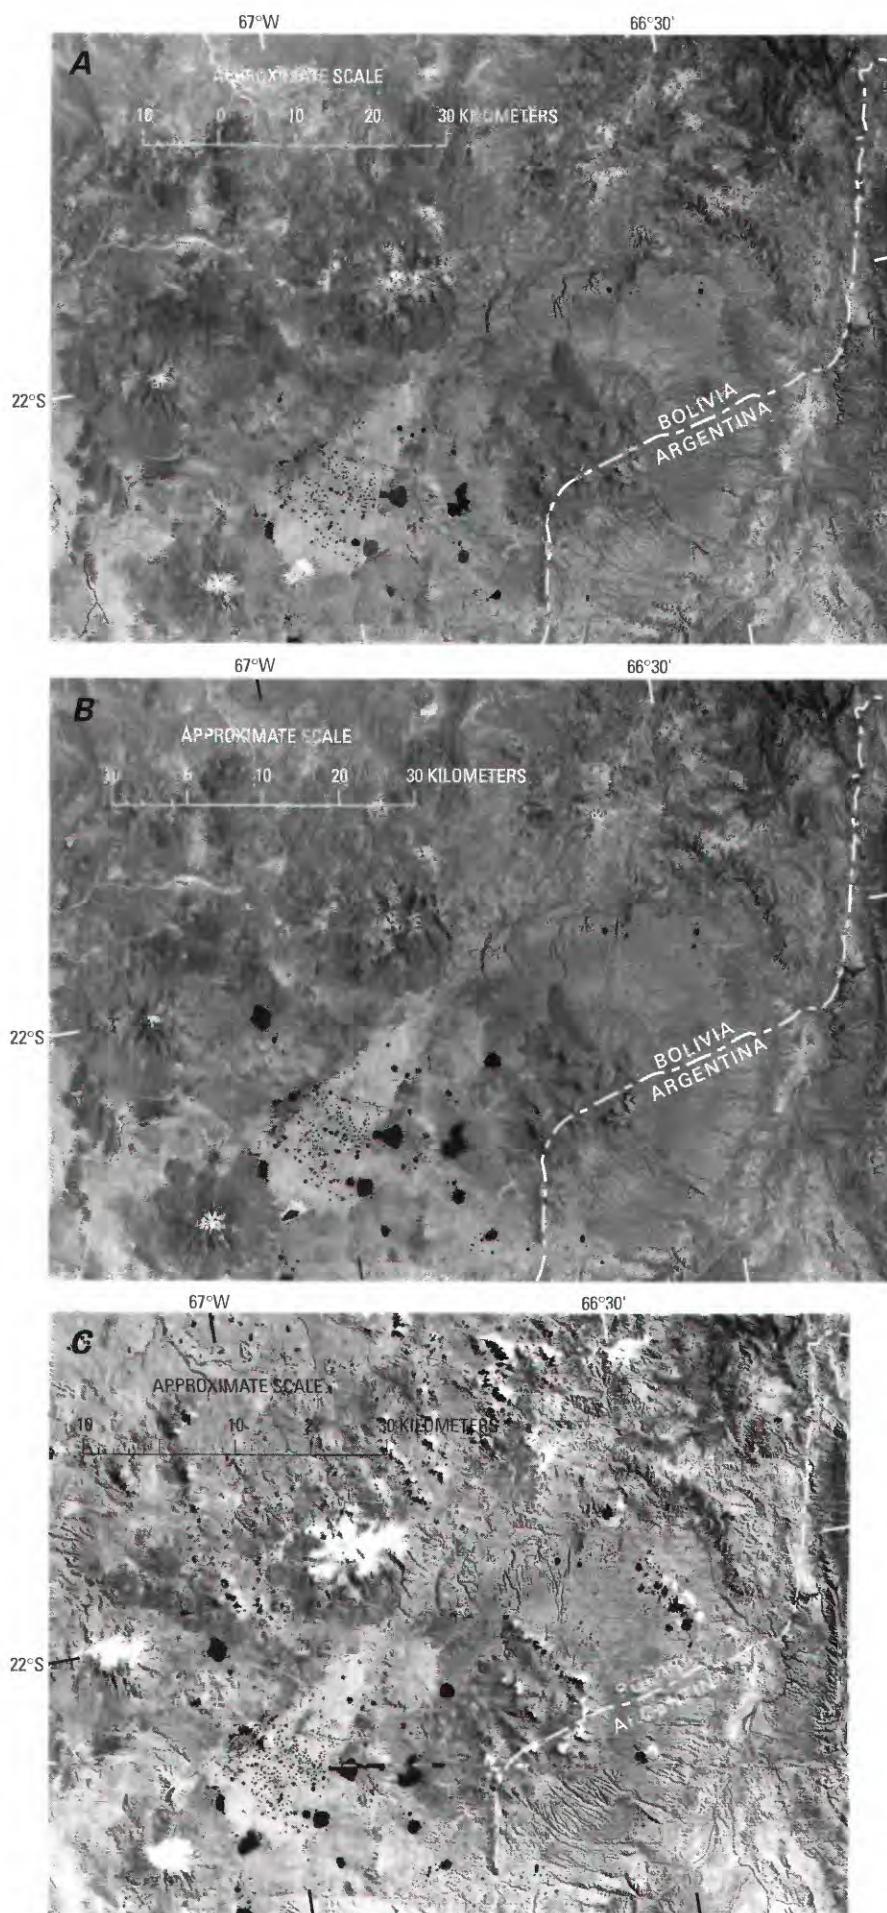 67°W 66°30'
A
APPROXIMATE SCALE
10 0 10 20 30 KILOMETERS
22°S
BOLIVIA
ARGENTINA
67°W 66°30'
B
APPROXIMATE SCALE
10 20 30 KILOMETERS
22°S
BOLIVIA
ARGENTINA
67°W 66°30'
C
APPROXIMATE SCALE
10 10 30 KILOMETERS
22°S